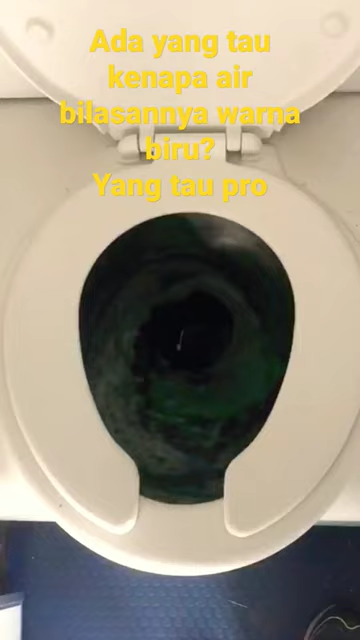 Ada yang tau
kenapa air
bilasannya warna
biru?
Yang tau pro